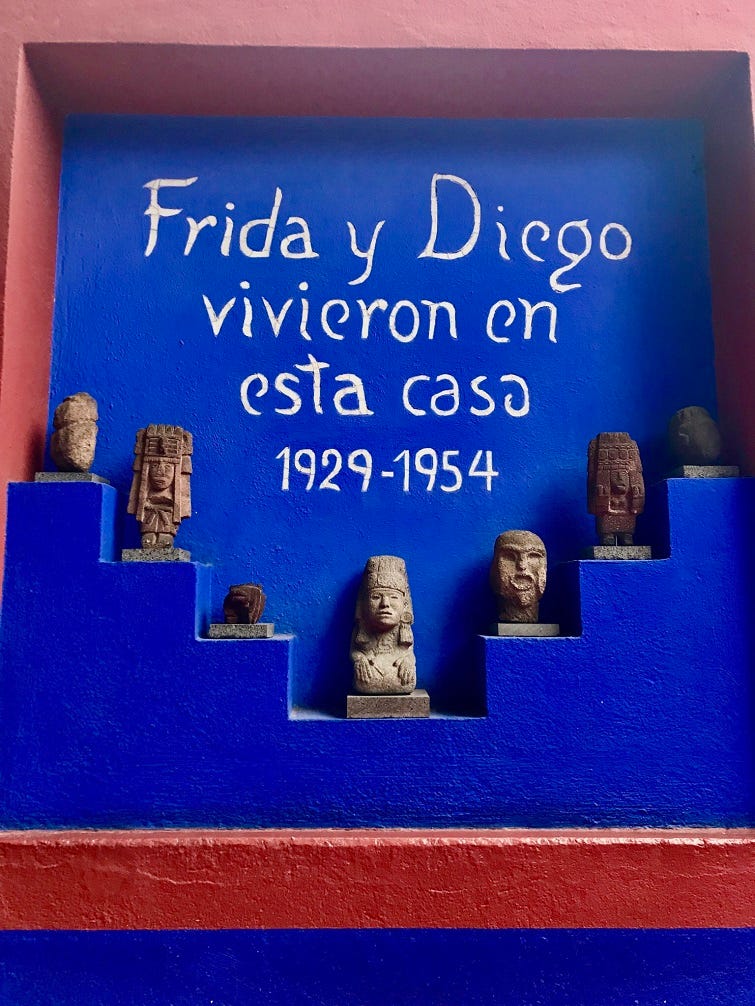 Frida y Diego
vivieron en
esta casa
1929-1954